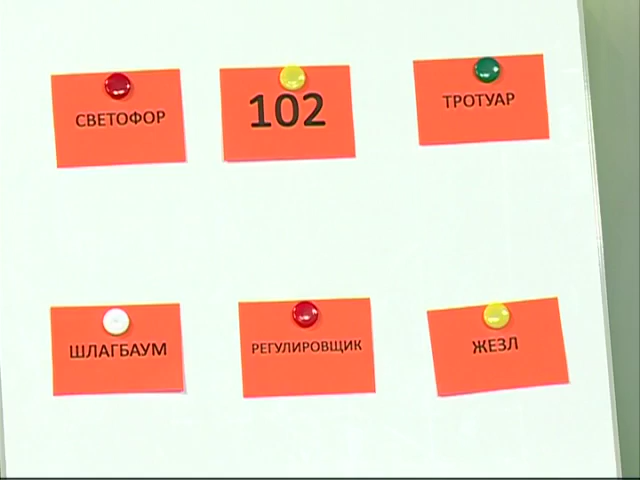 СВЕТОФОР
102
ТРОТУАР
ШЛАГБАУМ
РЕГУЛИРОВЩИК
ЖЕЗЛ